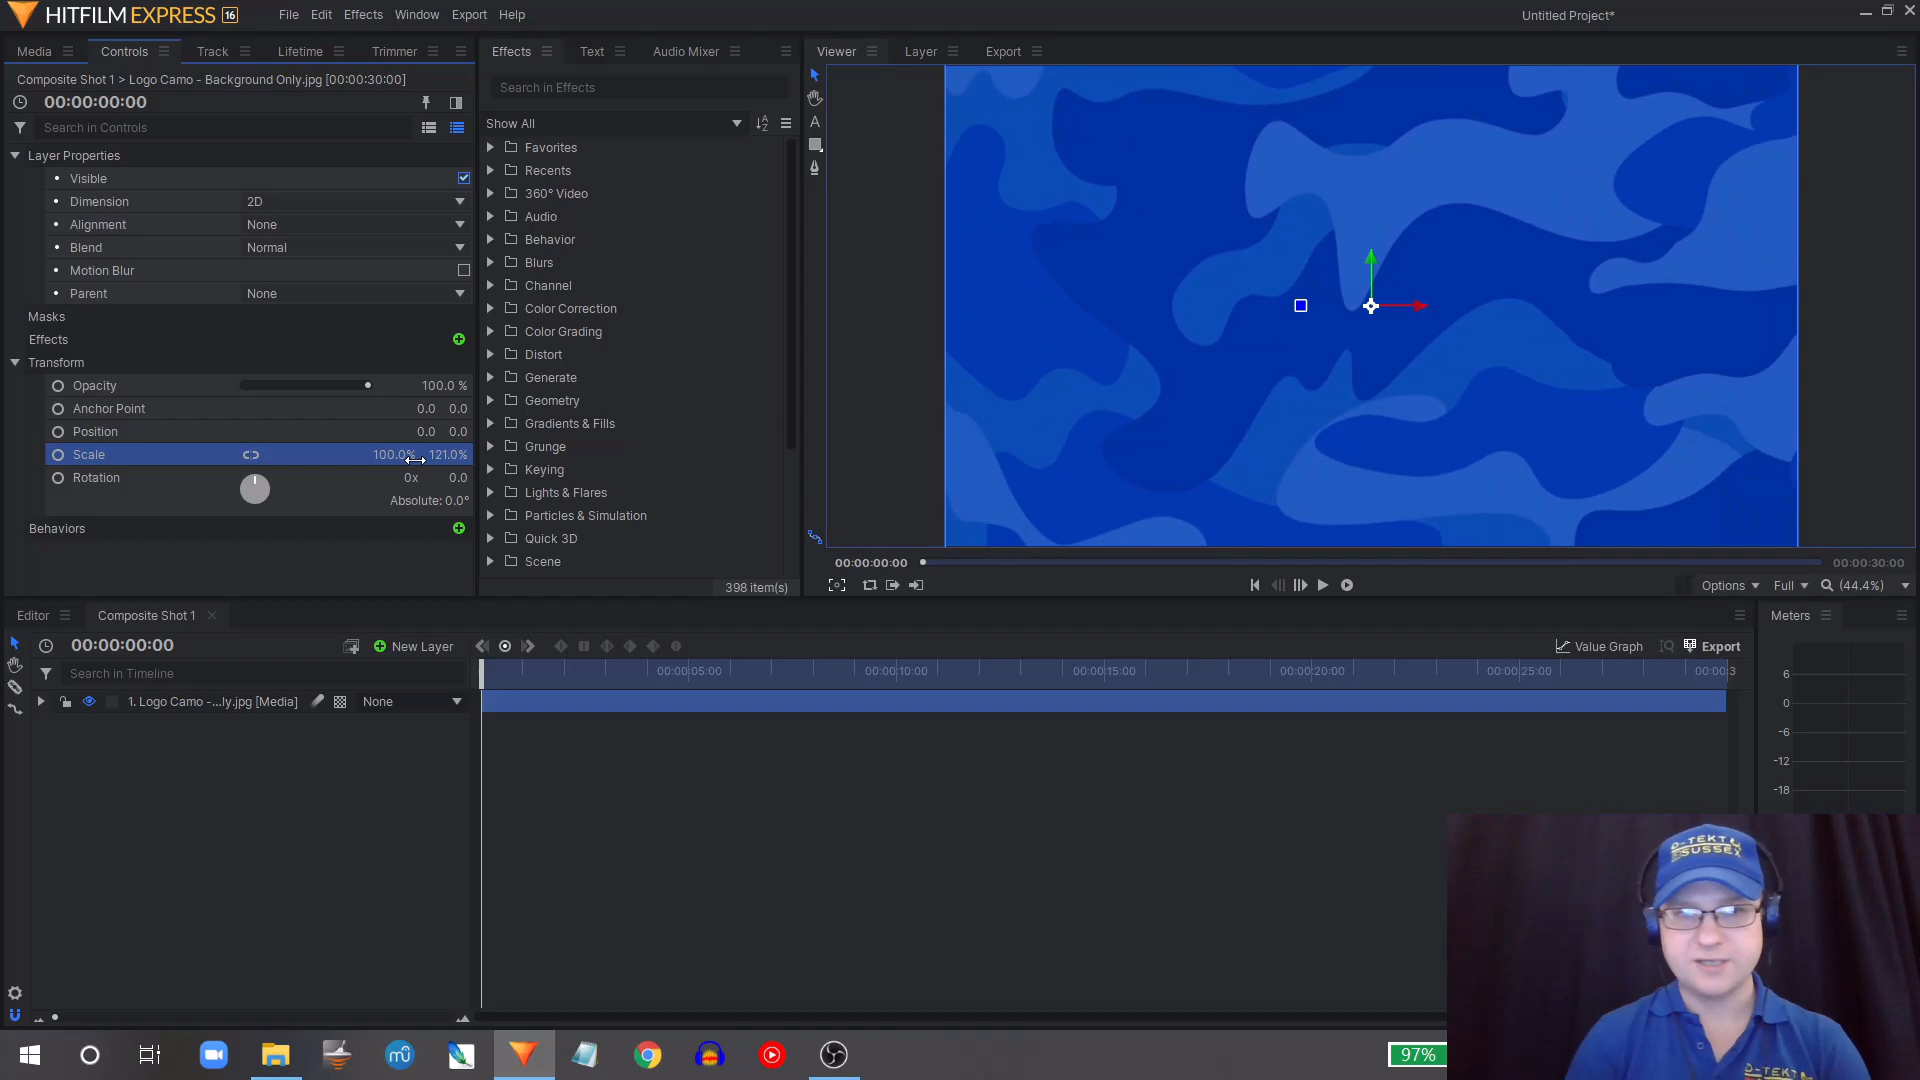 HITFILM EXPRESS 16
File Edit Effects Window Export Help
Untitled Project*
Media Controls Track Lifetime Trimmer
Composite Shot 1 > Logo Camo - Background Only.jpg [00:00:30:00]
00:00:00:00
Search in Controls
Layer Properties
Visible
Dimension 2D
Alignment None
Blend Normal
Motion Blur
Parent None
Masks
Effects
Transform
Opacity 100.0 %
Anchor Point 0.0 0.0
Position 0.0 0.0
Scale 100.0% 121.0%
Rotation 0x 0.0
Absolute: 0.0°
Behaviors
Effects Text Audio Mixer
Search in Effects
Show All
Favorites
Recents
360° Video
Audio
Behavior
Blurs
Channel
Color Correction
Color Grading
Distort
Generate
Geometry
Gradients & Fills
Grunge
Keying
Lights & Flares
Particles & Simulation
Quick 3D
Scene
398 item(s)
Viewer Layer Export
00:00:00:00 00:00:30:00
Options Full (44.4%)
Editor Composite Shot 1
00:00:00:00 New Layer
Value Graph Export
Search in Timeline
00:00:05:00 00:00:10:00 00:00:15:00 00:00:20:00 00:00:25:00 00:00:3
1. Logo Camo -...ly.jpg [Media] None
Meters
6
0
-6
-12
-18
D-TEKT
SUSSEX
97%